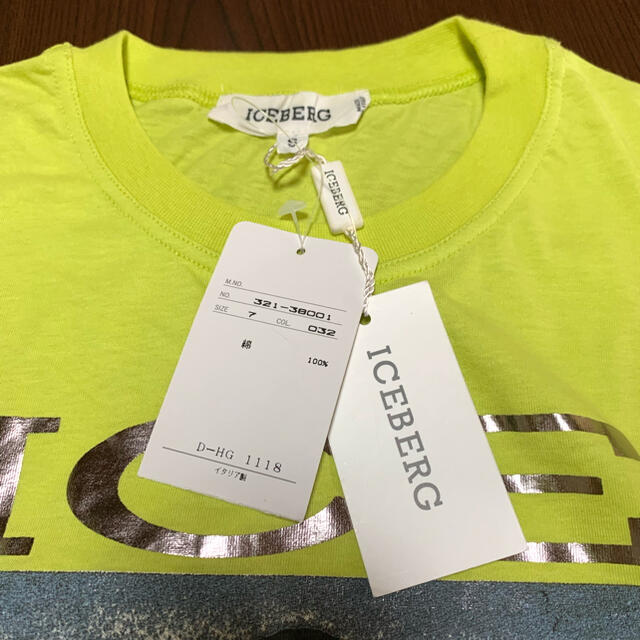 ICEBERG
S
ICEBERG
M.NO.
NO. 321-38001
SIZE 7 COL. 032
綿 100%
D-HG 1118
イタリア製
ICEBERG
ICE